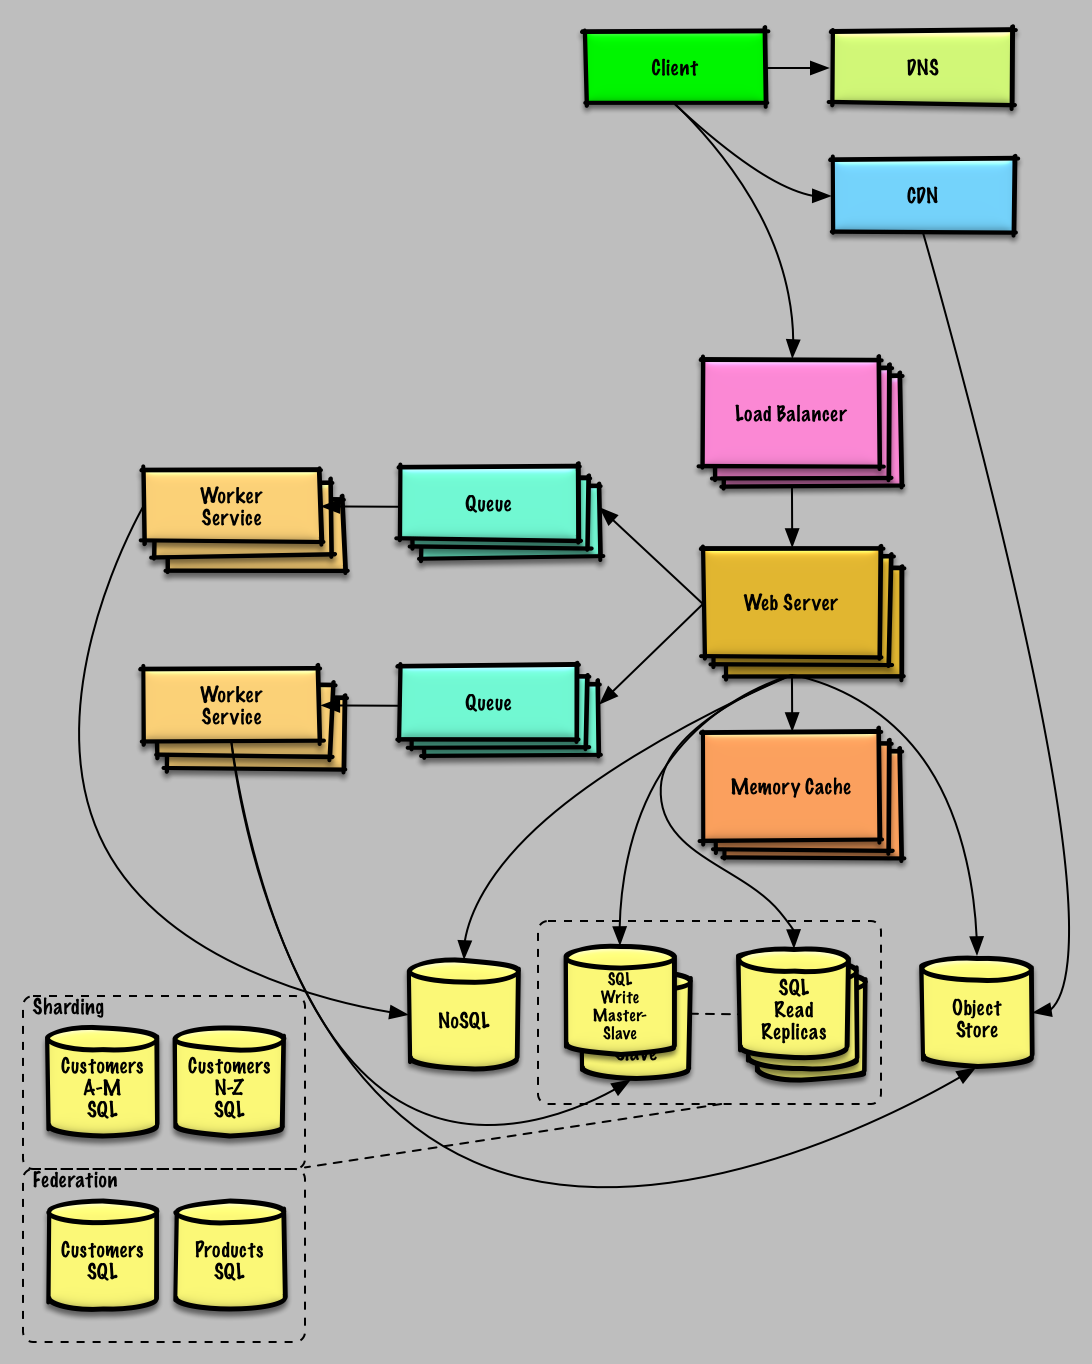 Client
DNS
CDN
Load Balancer
Worker
Service
Queue
Web Server
Worker
Service
Queue
Memory Cache
NoSQL
SQL
Write
Master-
Slave
Slave
SQL
Read
Replicas
Object
Store
Sharding
Customers
A-M
SQL
Customers
N-Z
SQL
Federation
Customers
SQL
Products
SQL